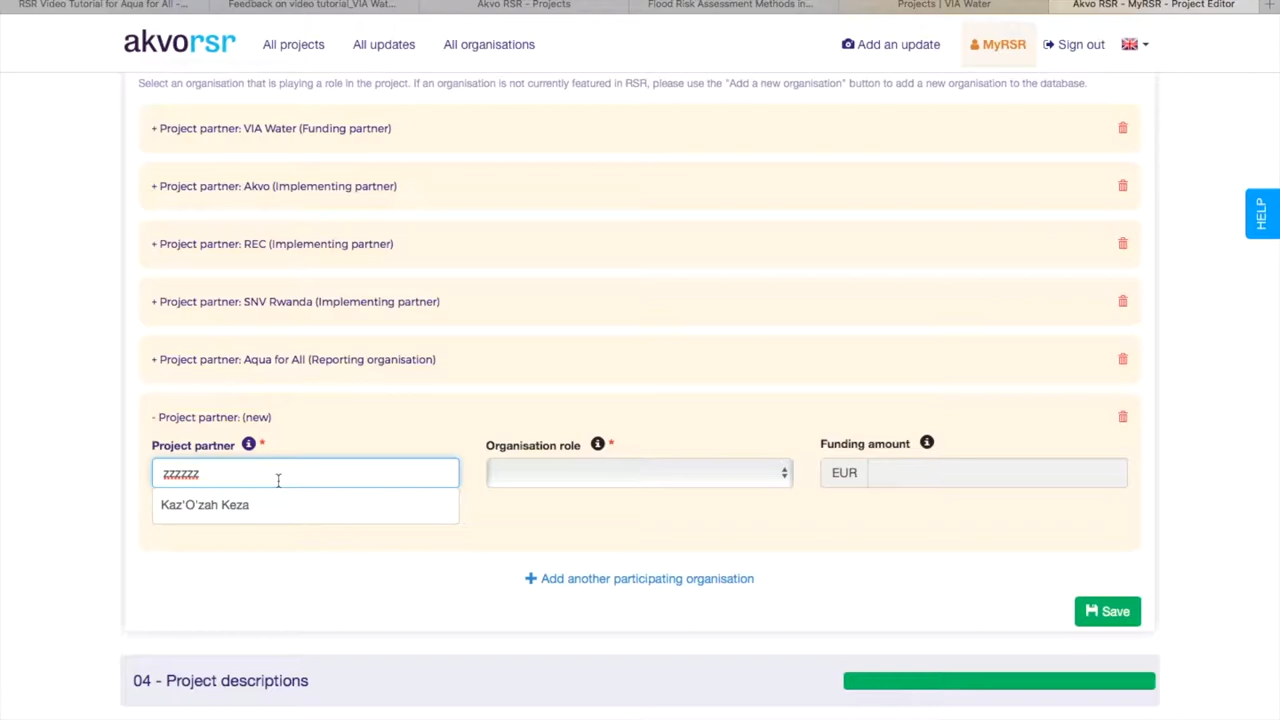 RSR Video Tutorial for Aqua for All -...
Feedback on video tutorial_VIA Wat...
Akvo RSR - Projects
Flood Risk Assessment Methods in...
Projects | VIA Water
Akvo RSR - MyRSR - Project Editor
akvorsr
All projects
All updates
All organisations
Add an update
MyRSR
Sign out
Select an organisation that is playing a role in the project. If an organisation is not currently featured in RSR, please use the "Add a new organisation" button to add a new organisation to the database.
+ Project partner: VIA Water (Funding partner)
+ Project partner: Akvo (Implementing partner)
+ Project partner: REC (Implementing partner)
+ Project partner: SNV Rwanda (Implementing partner)
+ Project partner: Aqua for All (Reporting organisation)
- Project partner: (new)
Project partner *
Organisation role *
Funding amount
zzzzzz
EUR
Kaz'O'zah Keza
+ Add another participating organisation
Save
04 - Project descriptions
HELP